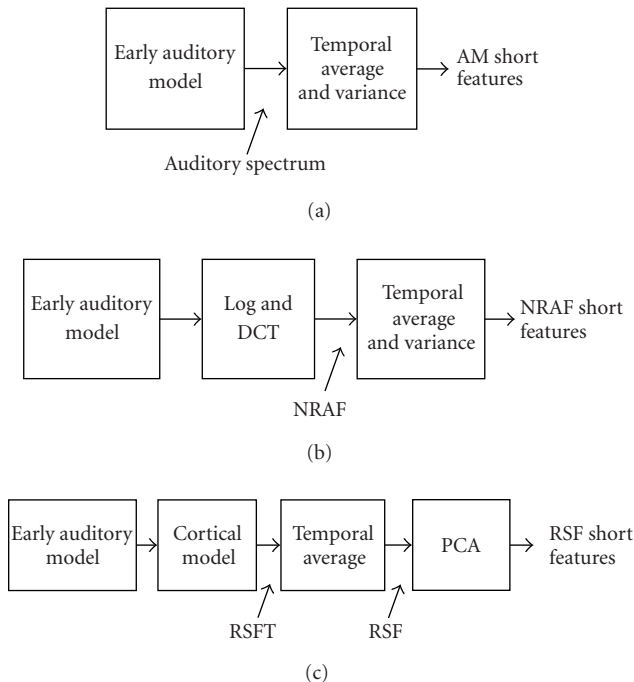 Early auditory
model
Temporal
average
and variance
AM short
features
Auditory spectrum
(a)
Early auditory
model
Log and
DCT
Temporal
average
and variance
NRAF short
features
NRAF
(b)
Early auditory
model
Cortical
model
Temporal
average
PCA
RSF short
features
RSFT
RSF
(c)